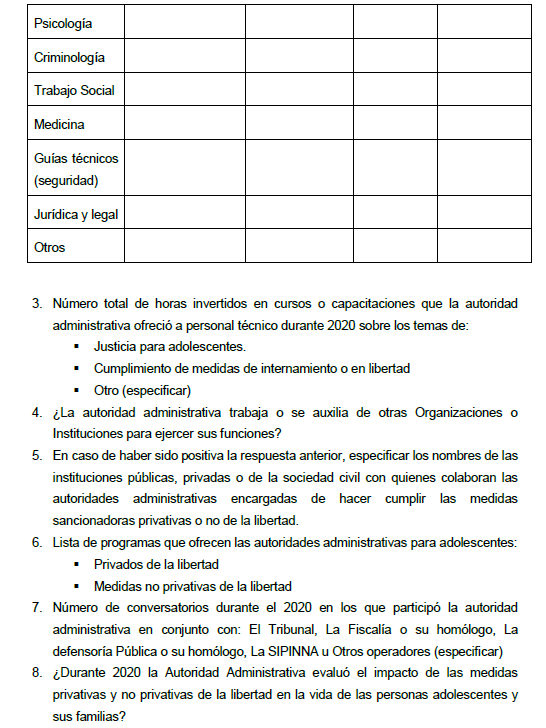 Psicología
Criminología
Trabajo Social
Medicina
Guías técnicos
(seguridad)
Jurídica y legal
Otros
3. Número total de horas invertidos en cursos o capacitaciones que la autoridad
administrativa ofreció a personal técnico durante 2020 sobre los temas de:
▪ Justicia para adolescentes.
▪ Cumplimiento de medidas de internamiento o en libertad
▪ Otro (especificar)
4. ¿La autoridad administrativa trabaja o se auxilia de otras Organizaciones o
Instituciones para ejercer sus funciones?
5. En caso de haber sido positiva la respuesta anterior, especificar los nombres de las
instituciones públicas, privadas o de la sociedad civil con quienes colaboran las
autoridades administrativas encargadas de hacer cumplir las medidas
sancionadoras privativas o no de la libertad.
6. Lista de programas que ofrecen las autoridades administrativas para adolescentes:
▪ Privados de la libertad
▪ Medidas no privativas de la libertad
7. Número de conversatorios durante el 2020 en los que participó la autoridad
administrativa en conjunto con: El Tribunal, La Fiscalía o su homólogo, La
defensoría Pública o su homólogo, La SIPINNA u Otros operadores (especificar)
8. ¿Durante 2020 la Autoridad Administrativa evaluó el impacto de las medidas
privativas y no privativas de la libertad en la vida de las personas adolescentes y
sus familias?